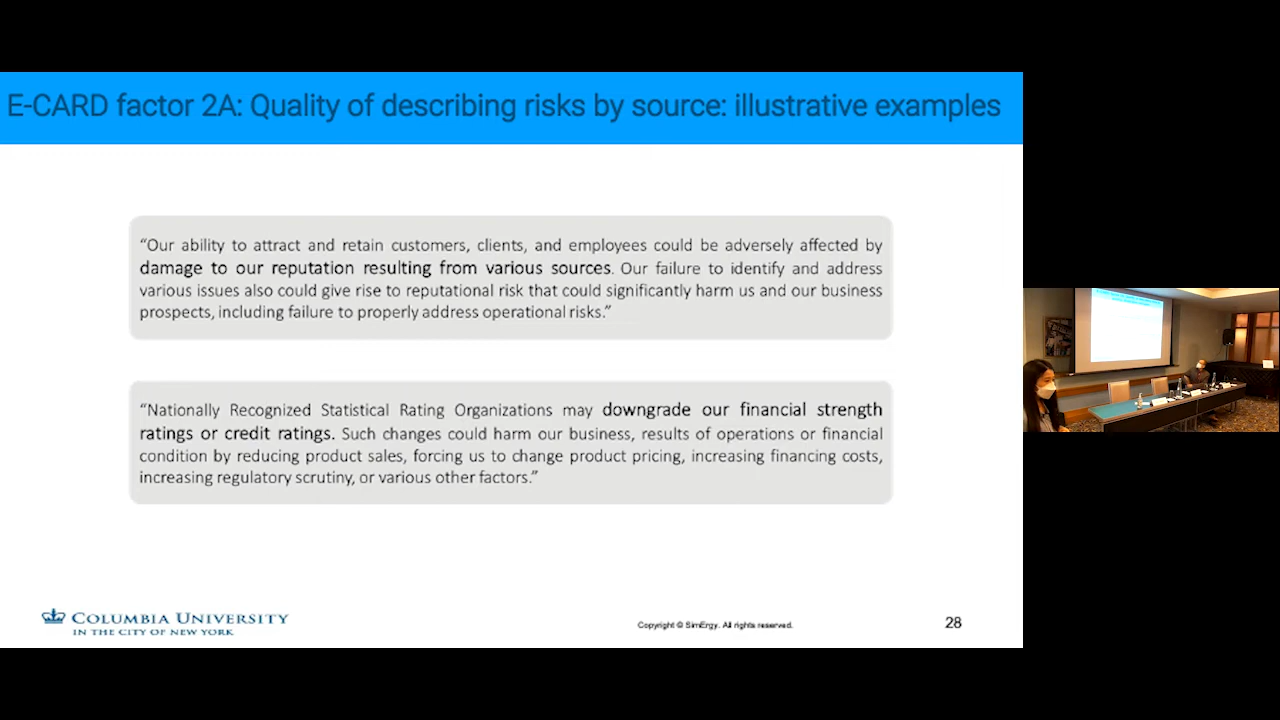 E-CARD factor 2A: Quality of describing risks by source: illustrative examples
“Our ability to attract and retain customers, clients, and employees could be adversely affected by
damage to our reputation resulting from various sources. Our failure to identify and address
various issues also could give rise to reputational risk that could significantly harm us and our business
prospects, including failure to properly address operational risks.”
“Nationally Recognized Statistical Rating Organizations may downgrade our financial strength
ratings or credit ratings. Such changes could harm our business, results of operations or financial
condition by reducing product sales, forcing us to change product pricing, increasing financing costs,
increasing regulatory scrutiny, or various other factors.”
COLUMBIA UNIVERSITY
IN THE CITY OF NEW YORK
Copyright © SimErgy. All rights reserved.
28